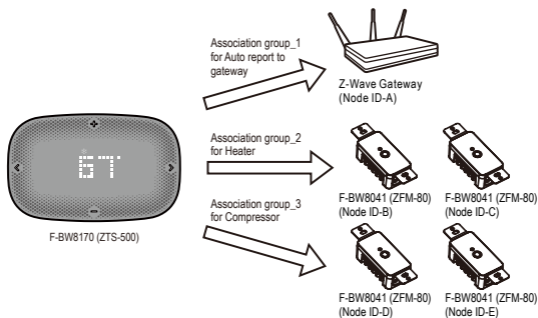 Association group_1
for Auto report to
gateway
Z-Wave Gateway
(Node ID-A)
67°
F-BW8170 (ZTS-500)
Association group_2
for Heater
F-BW8041 (ZFM-80)
(Node ID-B)
F-BW8041 (ZFM-80)
(Node ID-C)
Association group_3
for Compressor
F-BW8041 (ZFM-80)
(Node ID-D)
F-BW8041 (ZFM-80)
(Node ID-E)